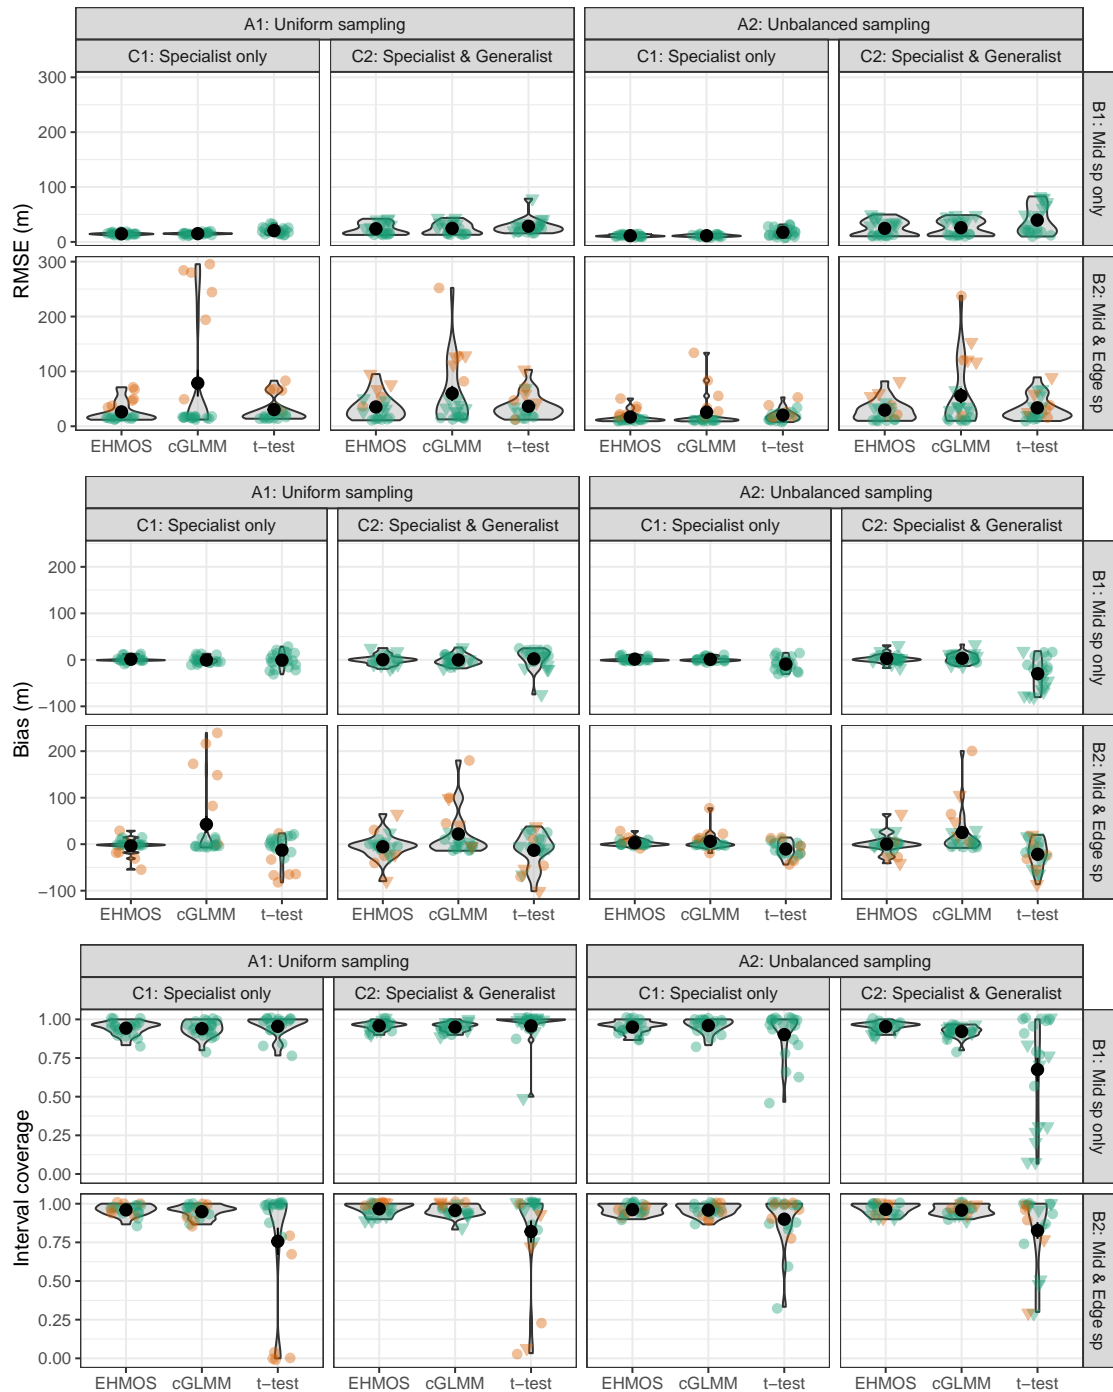 A1: Uniform sampling
A2: Unbalanced sampling
C1: Specialist only
C2: Specialist & Generalist
C1: Specialist only
C2: Specialist & Generalist
RMSE (m)
300
200
100
0
B1: Mid sp only
300
200
100
0
B2: Mid & Edge sp
EHMOS cGLMM t−test
EHMOS cGLMM t−test
EHMOS cGLMM t−test
EHMOS cGLMM t−test
A1: Uniform sampling
A2: Unbalanced sampling
C1: Specialist only
C2: Specialist & Generalist
C1: Specialist only
C2: Specialist & Generalist
Bias (m)
200
100
0
−100
B1: Mid sp only
200
100
0
−100
B2: Mid & Edge sp
EHMOS cGLMM t−test
EHMOS cGLMM t−test
EHMOS cGLMM t−test
EHMOS cGLMM t−test
A1: Uniform sampling
A2: Unbalanced sampling
C1: Specialist only
C2: Specialist & Generalist
C1: Specialist only
C2: Specialist & Generalist
Interval coverage
1.00
0.75
0.50
0.25
0.00
B1: Mid sp only
1.00
0.75
0.50
0.25
0.00
B2: Mid & Edge sp
EHMOS cGLMM t−test
EHMOS cGLMM t−test
EHMOS cGLMM t−test
EHMOS cGLMM t−test